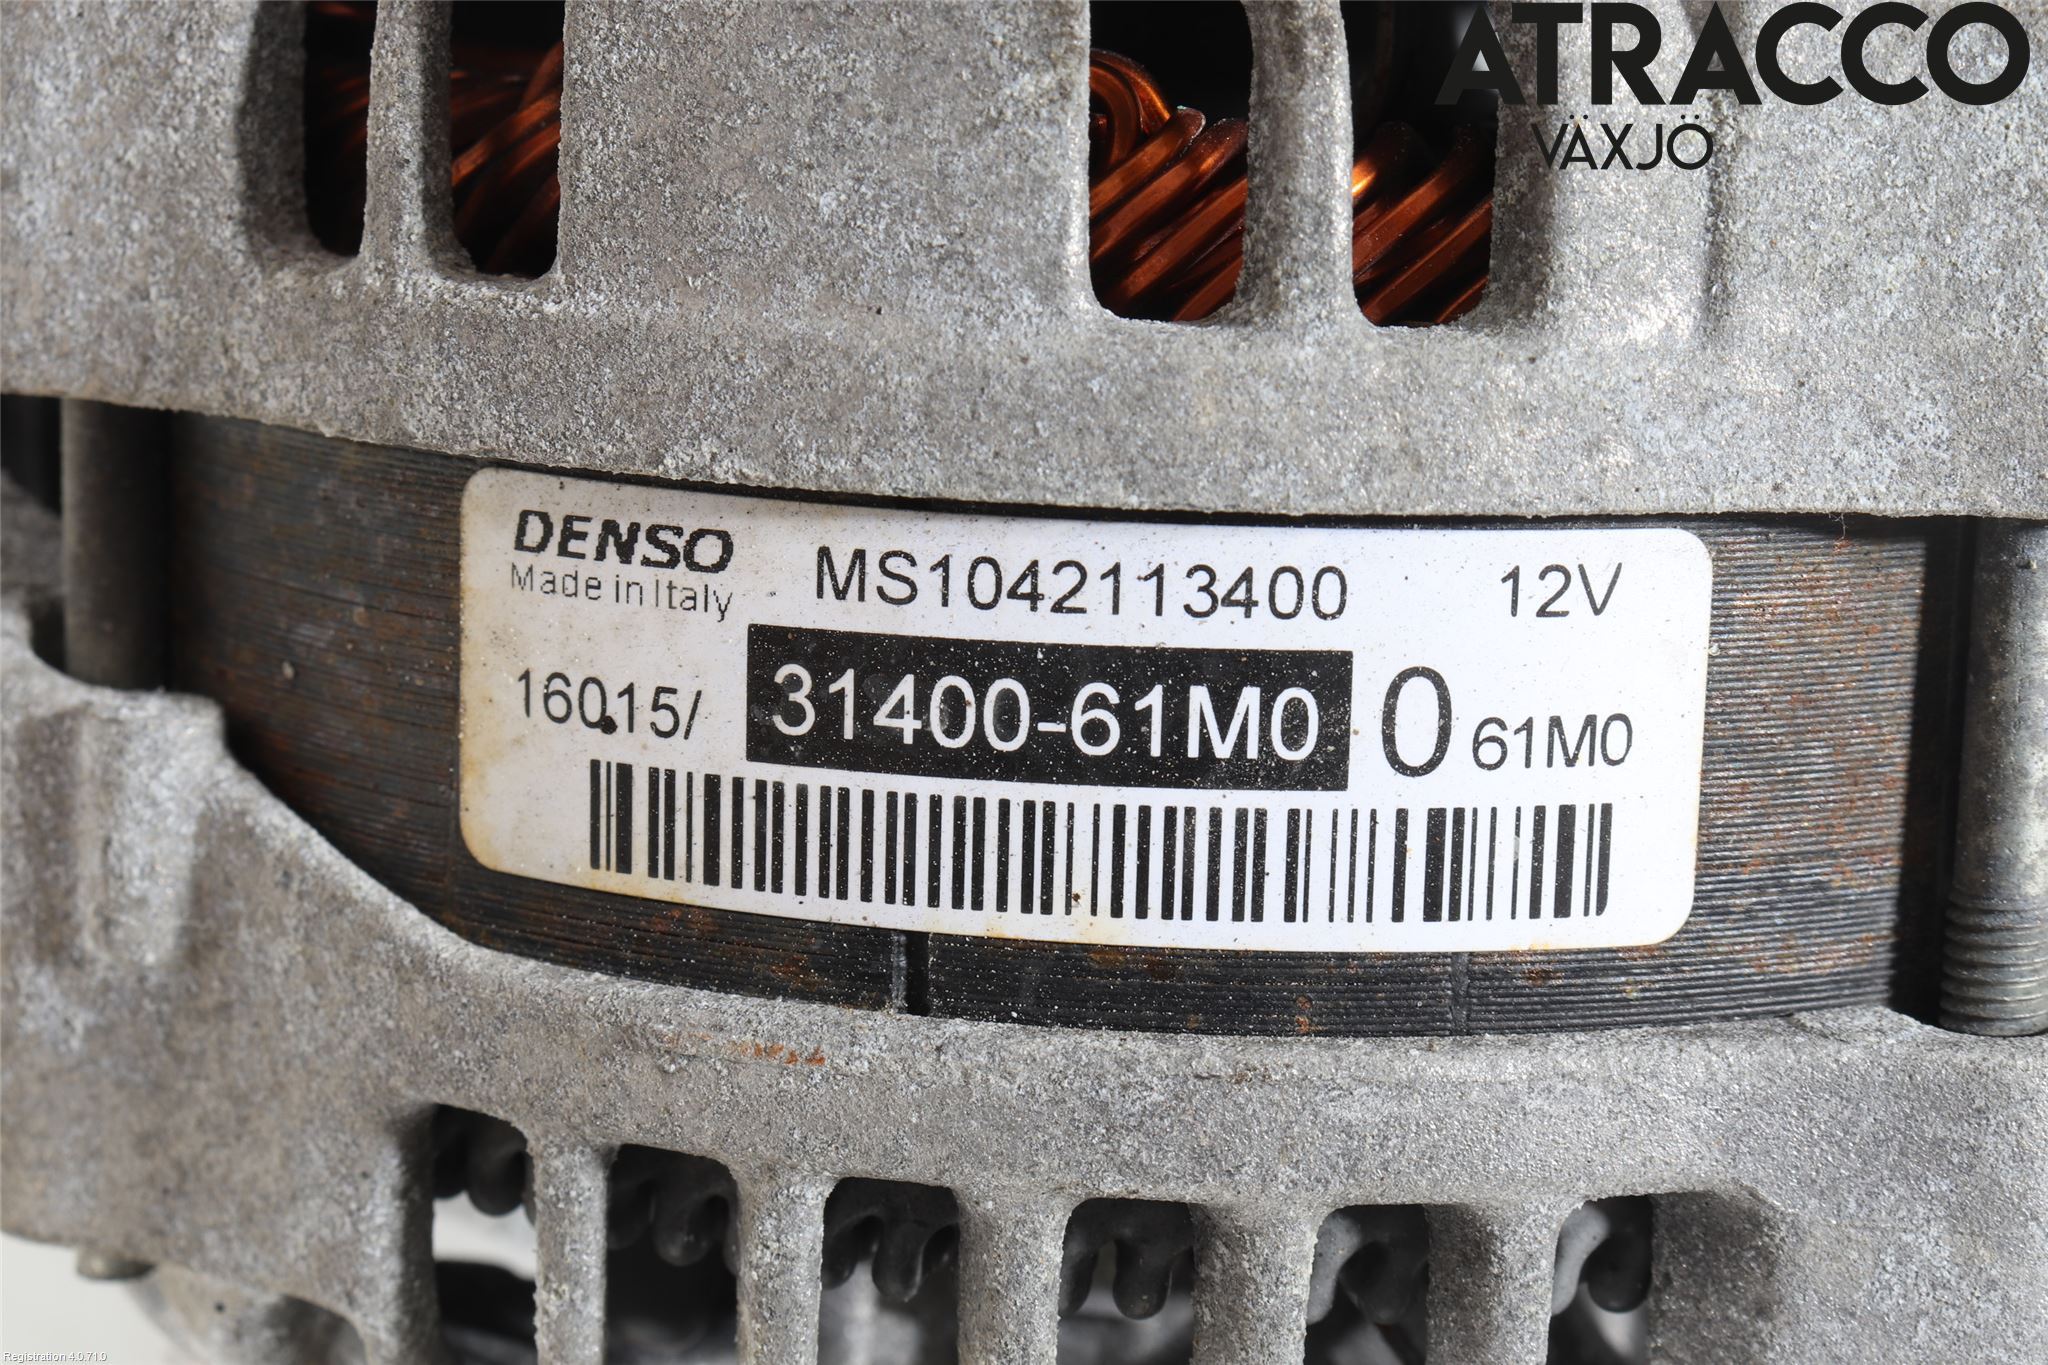 ATRACCO
VÄXJÖ
DENSO
Made in Italy
MS1042113400 12V
16015/ 31400-61M0 0 61M0
Registration 4.0.71.0